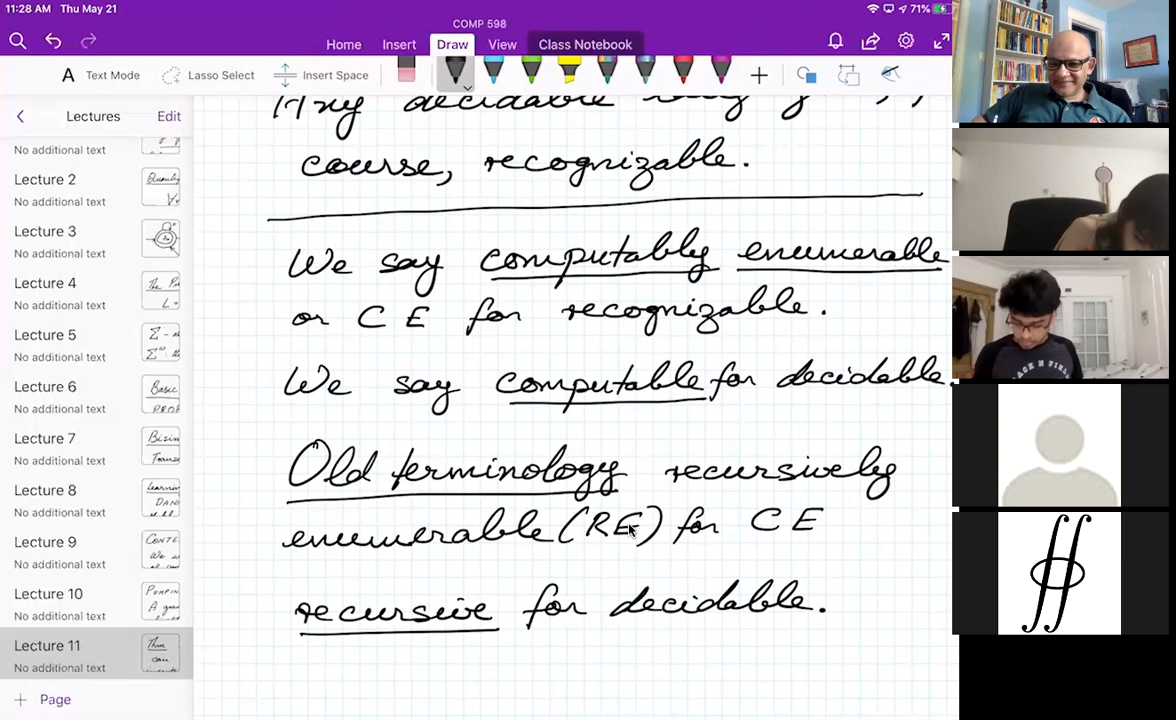 11:28 AM Thu May 21
71%
COMP 598
Home Insert Draw View Class Notebook
A Text Mode Lasso Select Insert Space
Lectures Edit
No additional text
Lecture 2
No additional text
Lecture 3
No additional text
Lecture 4
No additional text
Lecture 5
No additional text
Lecture 6
No additional text
Lecture 7
No additional text
Lecture 8
No additional text
Lecture 9
No additional text
Lecture 10
No additional text
Lecture 11
No additional text
+ Page
Any decidable
course, recognizable.
We say computably enumerable
or CE for recognizable.
We say computable for decidable.
Old terminology recursively
enumerable (RE) for CE
recursive for decidable.
∯